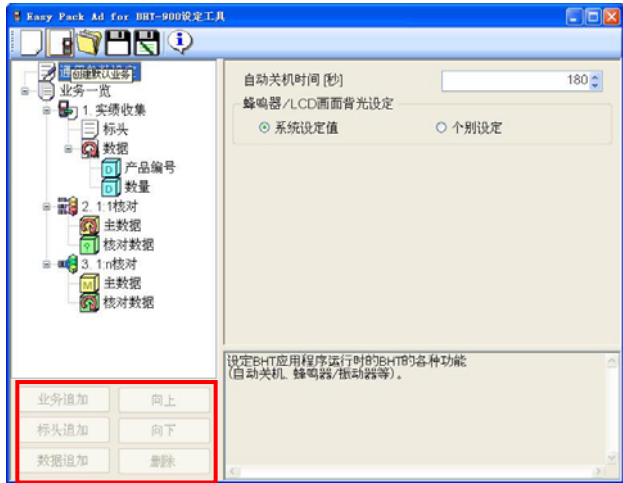 Easy Pack Ad for BHT-900设定工具
创建默认业务
业务一览
1. 实绩收集
标头
数据
产品编号
数量
2. 1:1核对
主数据
核对数据
3. 1:n核对
主数据
核对数据
自动关机时间 [秒]
180
蜂鸣器/LCD画面背光设定
系统设定值
个别设定
设定BHT应用程序运行时的BHT的各种功能
(自动关机、蜂鸣器/振动器等)。
业务追加
向上
标头追加
向下
数据追加
删除